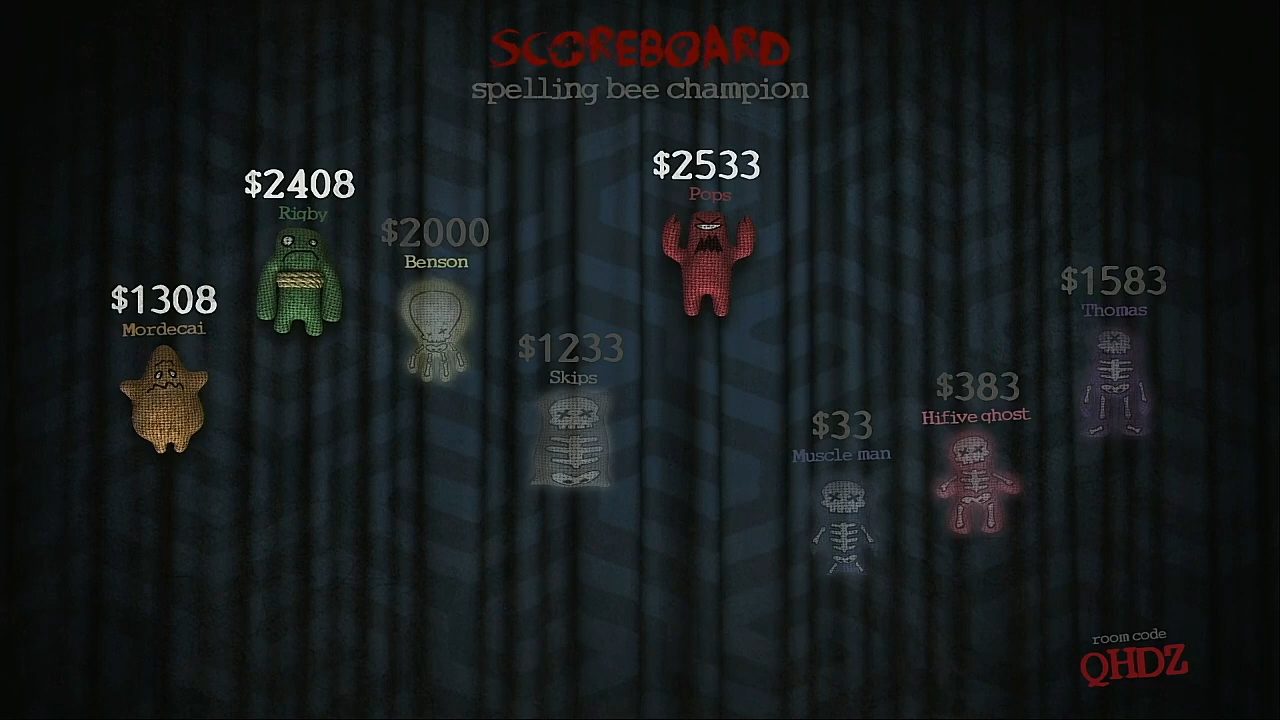 SCOREBOARD
spelling bee champion
$1308
Mordecai
$2408
Rigby
$2000
Benson
$1233
Skips
$2533
Pops
$33
Muscle man
$383
Hifive ghost
$1583
Thomas
room code
QHDZ